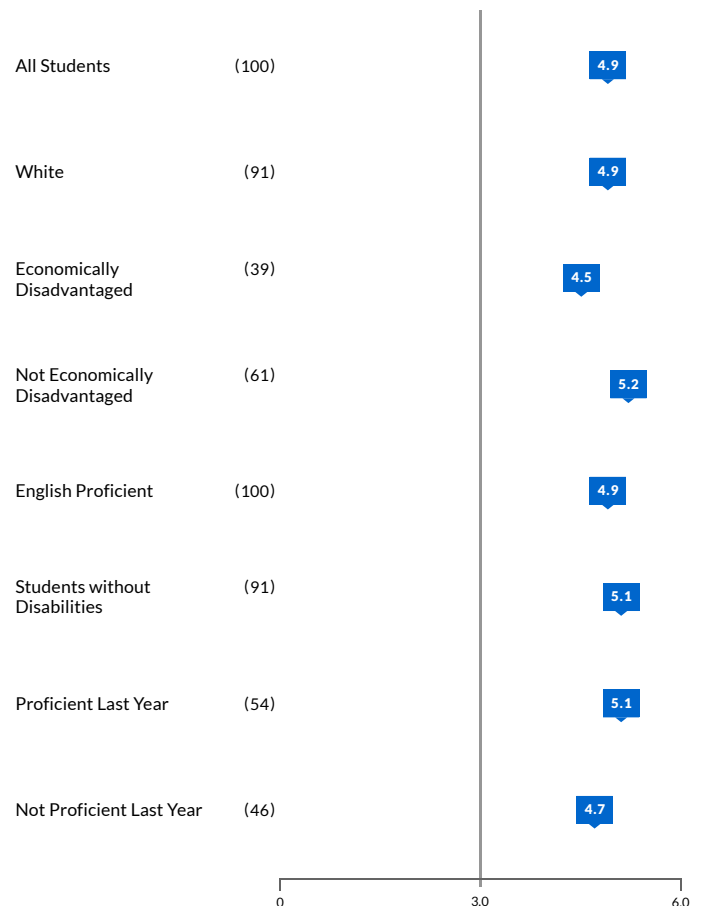 All Students (100) 4.9
White (91) 4.9
Economically (39) 4.5
Disadvantaged
Not Economically (61) 5.2
Disadvantaged
English Proficient (100) 4.9
Students without (91) 5.1
Disabilities
Proficient Last Year (54) 5.1
Not Proficient Last Year (46) 4.7
0 3.0 6.0